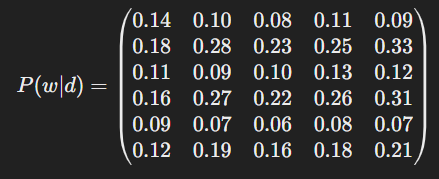 0.14 0.10 0.08 0.11 0.09
0.18 0.28 0.23 0.25 0.33
0.11 0.09 0.10 0.13 0.12
P(w|d) =
0.16 0.27 0.22 0.26 0.31
0.09 0.07 0.06 0.08 0.07
0.12 0.19 0.16 0.18 0.21